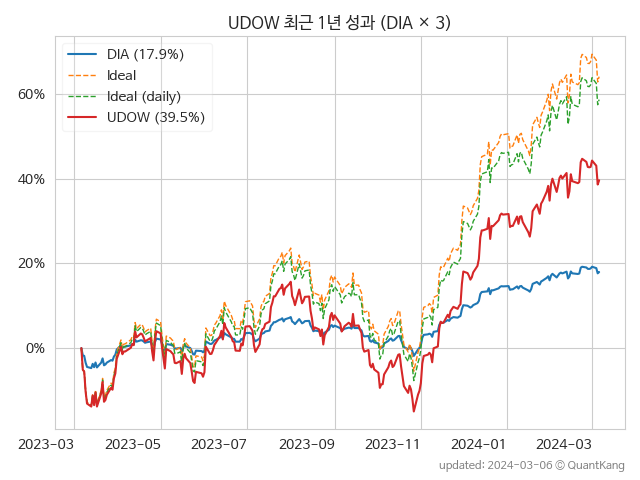 UDOW 최근 1년 성과 (DIA × 3)
DIA (17.9%)
Ideal
Ideal (daily)
UDOW (39.5%)
60%
40%
20%
0%
2023-03 2023-05 2023-07 2023-09 2023-11 2024-01 2024-03
updated: 2024-03-06 © QuantKang